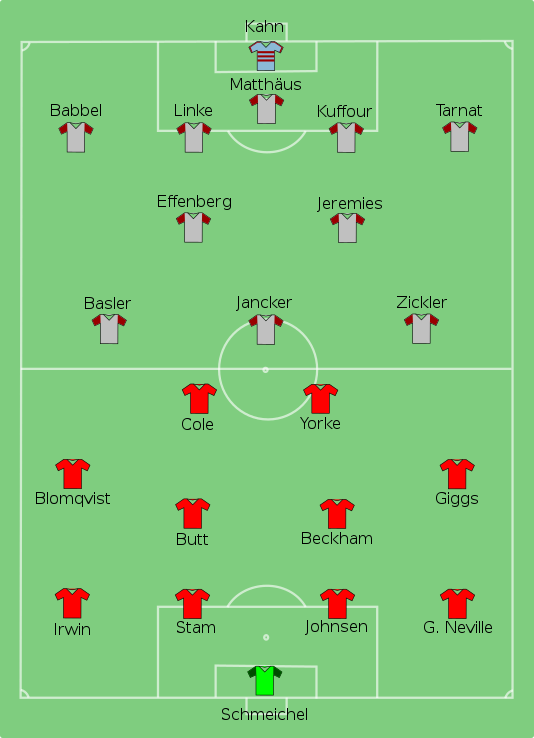 Kahn
Matthäus
Babbel Linke Kuffour Tarnat
Effenberg Jeremies
Basler Jancker Zickler
Cole Yorke
Blomqvist Giggs
Butt Beckham
Irwin Stam Johnsen G. Neville
Schmeichel